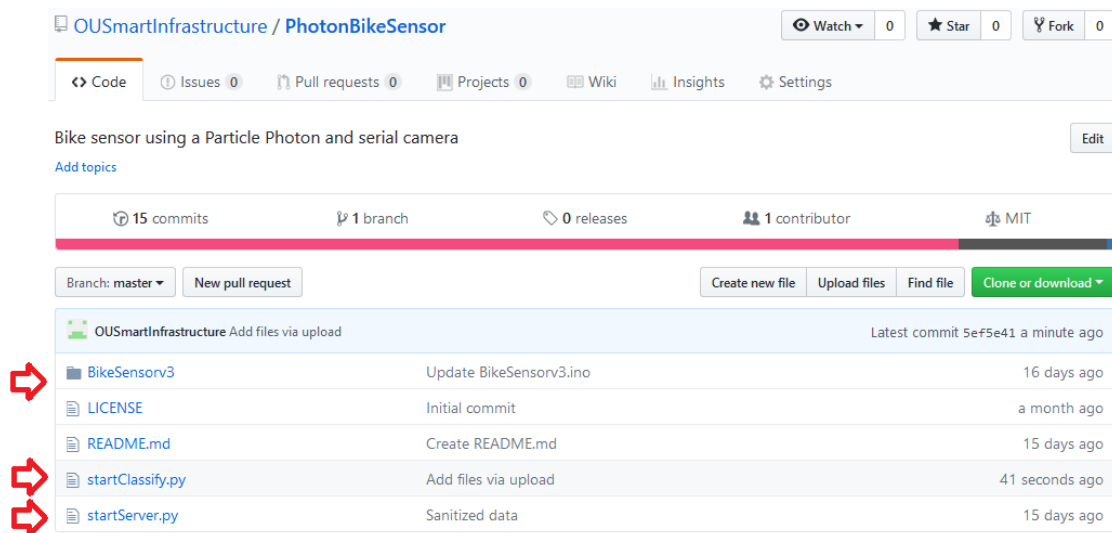 OUSmartInfrastructure / PhotonBikeSensor Watch 0 Star 0 Fork 0
Code Issues 0 Pull requests 0 Projects 0 Wiki Insights Settings
Bike sensor using a Particle Photon and serial camera Edit
Add topics
15 commits 1 branch 0 releases 1 contributor MIT
Branch: master New pull request Create new file Upload files Find file Clone or download
OUSmartInfrastructure Add files via upload Latest commit 5ef5e41 a minute ago
BikeSensorv3 Update BikeSensorv3.ino 16 days ago
LICENSE Initial commit a month ago
README.md Create README.md 15 days ago
startClassify.py Add files via upload 41 seconds ago
startServer.py Sanitized data 15 days ago